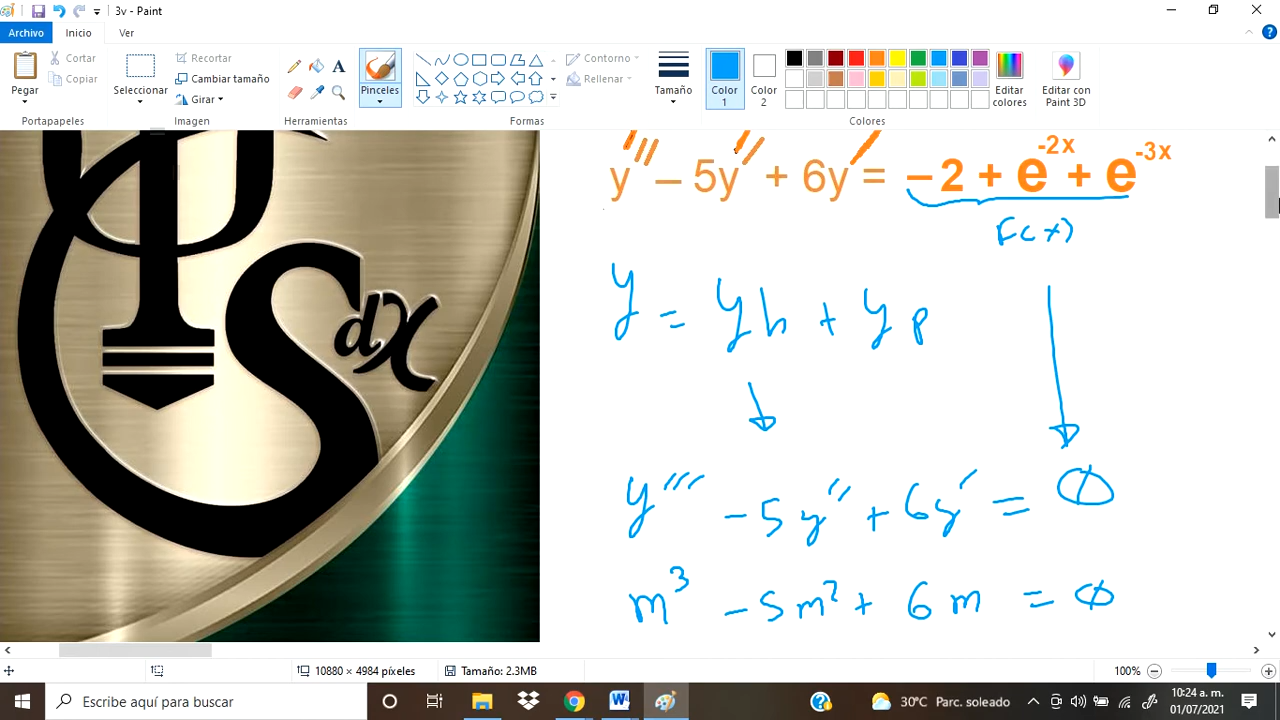 3v - Paint
Archivo Inicio Ver
Pegar
Cortar
Copiar
Portapapeles
Seleccionar
Recortar
Cambiar tamaño
Girar
Imagen
A
Herramientas
Pinceles
Contorno
Rellenar
Formas
Tamaño
Color 1
Color 2
Editar colores
Editar con Paint 3D
Colores
y''' – 5y'' + 6y' = – 2 + e^-2x + e^-3x
F(x)
y = yh + yp
y''' - 5y'' + 6y' = 0
m³ - 5m² + 6m = 0
dx
10880 × 4984 píxeles
Tamaño: 2.3MB
100%
Escribe aquí para buscar
30°C Parc. soleado
10:24 a. m.
01/07/2021